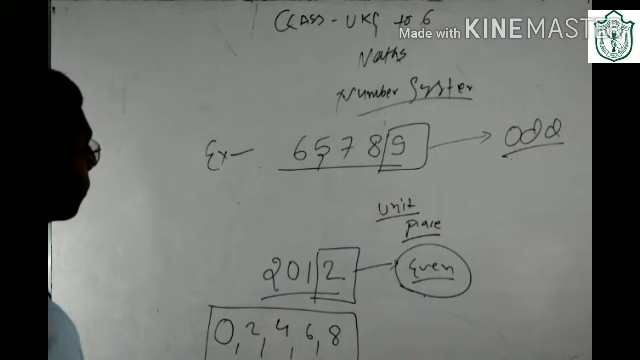 CLASS - UKG to 6
Made with KINEMASTER
Maths
Number System
Ex - 65789 → odd
unit
place
2012 → Even
0, 2, 4, 6, 8